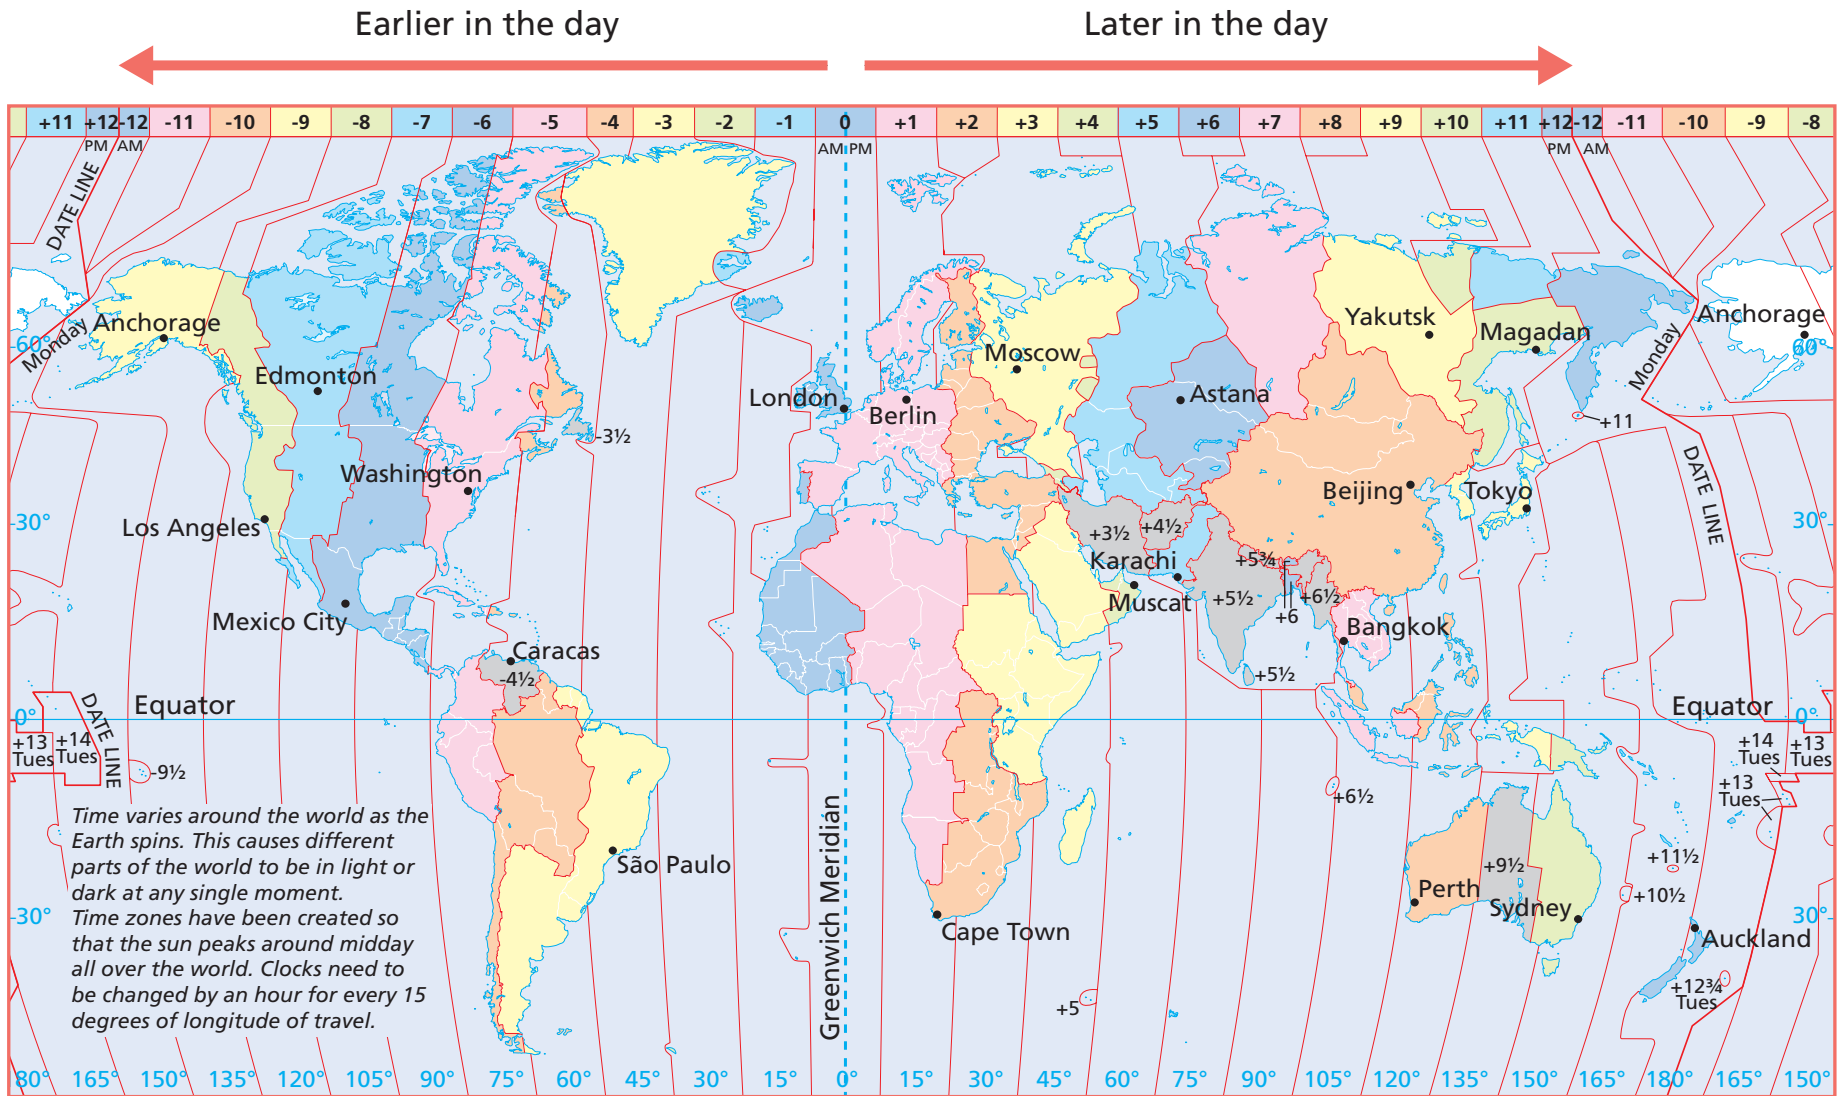 Earlier in the day
Later in the day
+11 +12 -12 -11 -10 -9 -8 -7 -6 -5 -4 -3 -2 -1 0 +1 +2 +3 +4 +5 +6 +7 +8 +9 +10 +11 +12 -12 -11 -10 -9 -8
PM AM
AM PM
PM AM
DATE LINE
Monday
60°
Anchorage
Edmonton
Washington
Los Angeles
30°
Mexico City
-3½
Caracas
-4½
Equator
0°
DATE LINE
+13
Tues
+14
Tues
-9½
São Paulo
30°
Time varies around the world as the
Earth spins. This causes different
parts of the world to be in light or
dark at any single moment.
Time zones have been created so
that the sun peaks around midday
all over the world. Clocks need to
be changed by an hour for every 15
degrees of longitude of travel.
London
Berlin
Moscow
Astana
Yakutsk
Magadan
Anchorage
60°
Monday
+11
DATE LINE
Beijing
Tokyo
30°
+3½
+4½
Karachi
Muscat
+5¾
+5½
+6
+6½
Bangkok
+5½
Equator
0°
+14
Tues
+13
Tues
+13
Tues
+6½
Greenwich Meridian
Cape Town
+5
+9½
Perth
Sydney
+11½
+10½
30°
Auckland
+12¾
Tues
80° 165° 150° 135° 120° 105° 90° 75° 60° 45° 30° 15° 0° 15° 30° 45° 60° 75° 90° 105° 120° 135° 150° 165° 180° 165° 150°